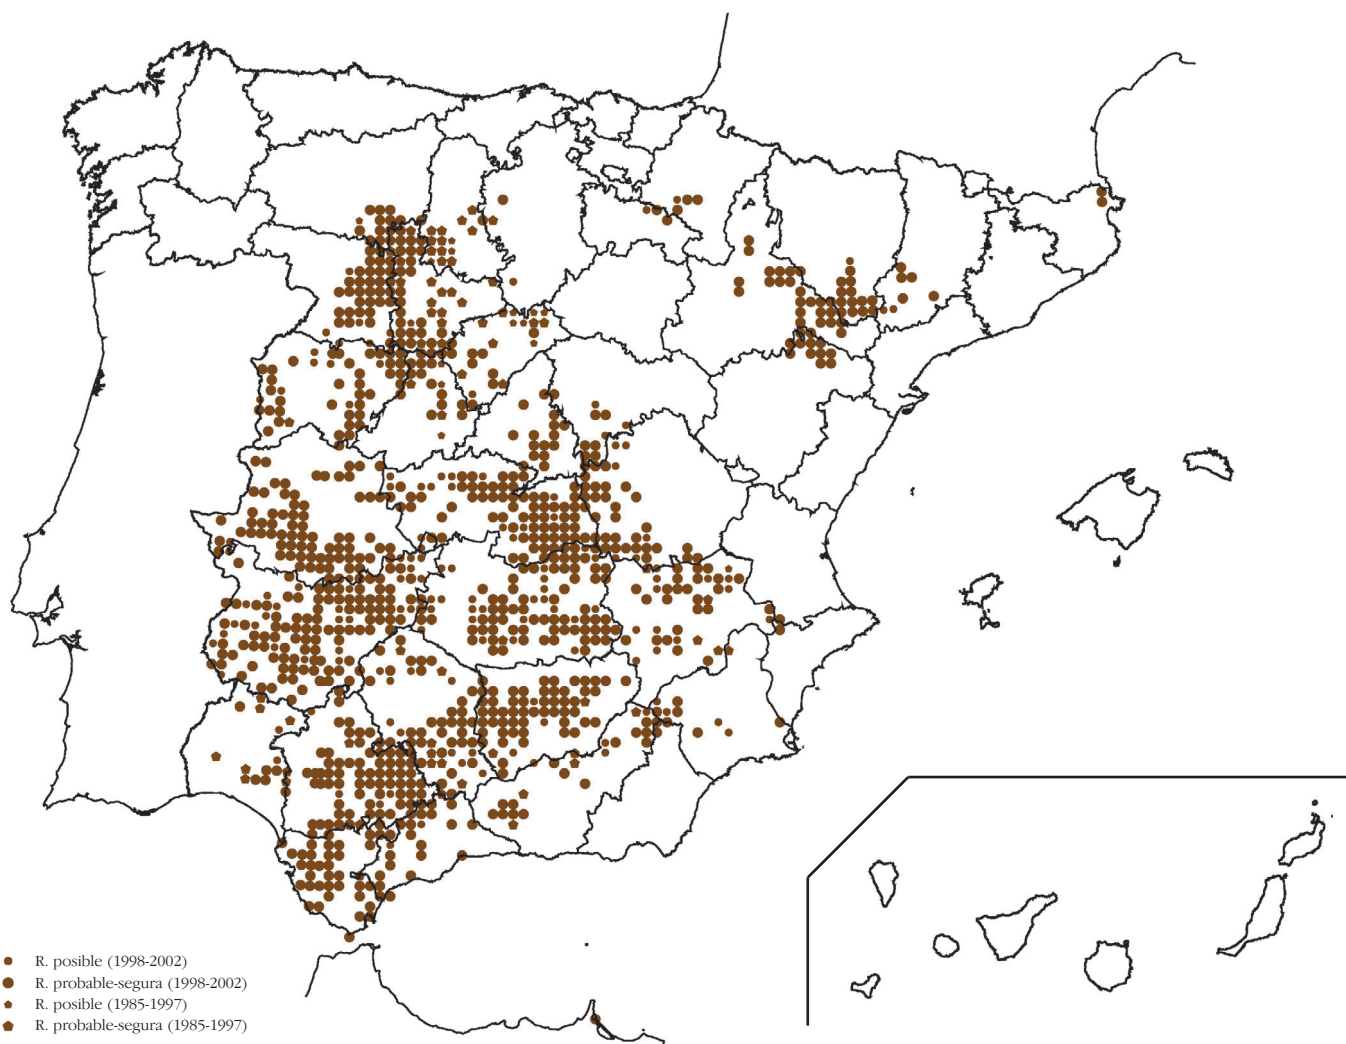 R. posible (1998-2002)
R. probable-segura (1998-2002)
R. posible (1985-1997)
R. probable-segura (1985-1997)